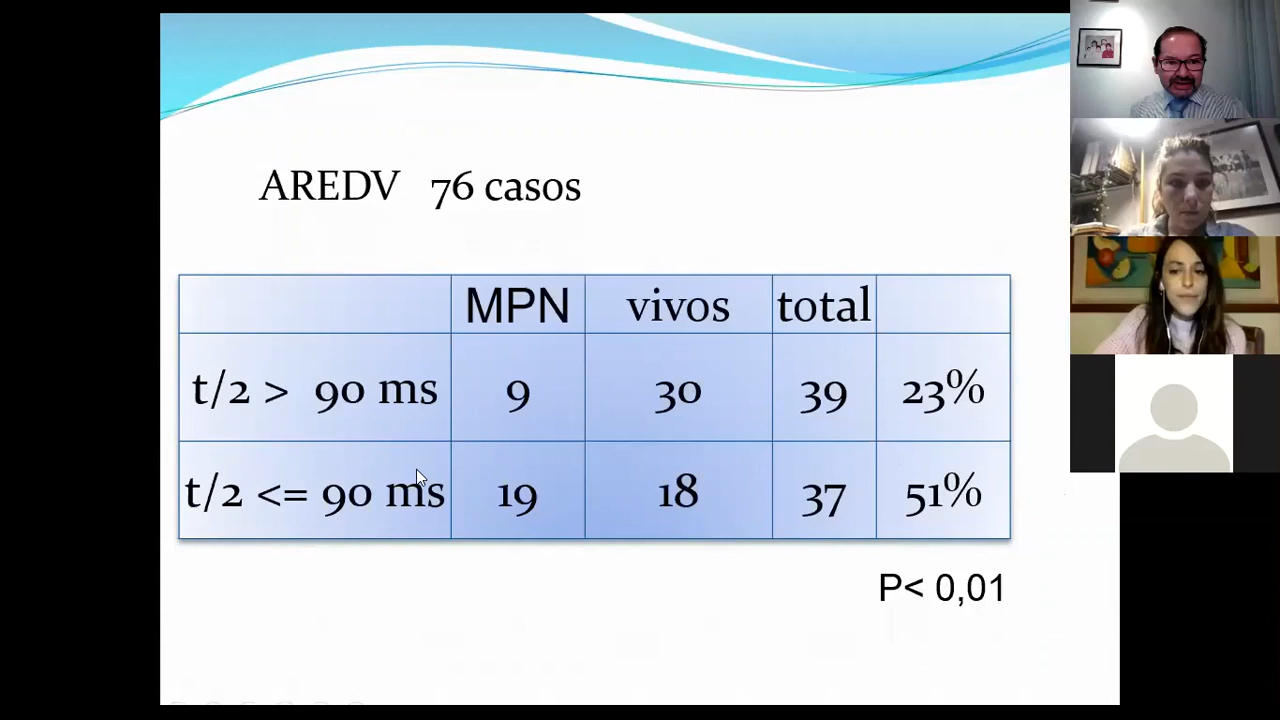 AREDV 76 casos
MPN vivos total
t/2 > 90 ms 9 30 39 23%
t/2 <= 90 ms 19 18 37 51%
P< 0,01